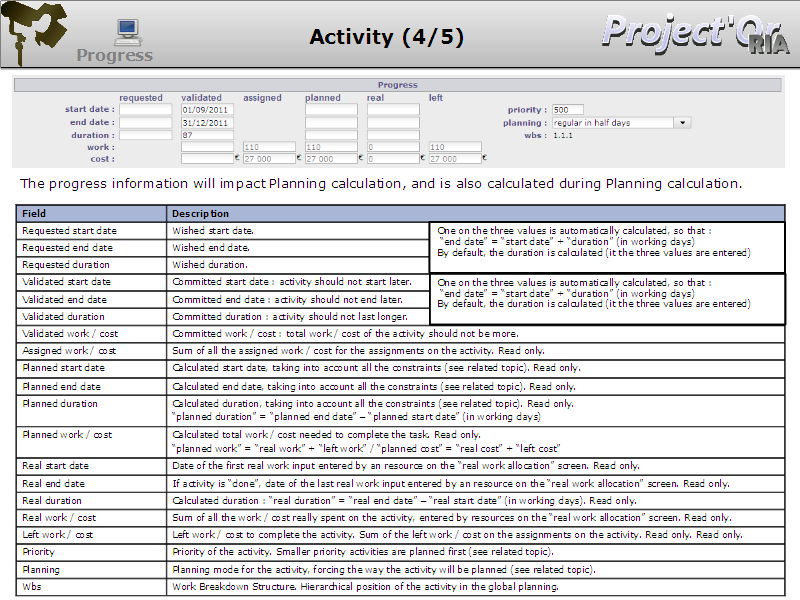 Activity (4/5)
Project'Or
RIA
Progress
Progress
requested validated assigned planned real left
start date : 01/09/2011 priority : 500
end date : 31/12/2011 planning : regular in half days
duration : 87 wbs : 1.1.1
work : 110 110 0 110
cost : € 27 000 € 27 000 € 0 € 27 000 €
The progress information will impact Planning calculation, and is also calculated during Planning calculation.
Field Description
Requested start date Wished start date.
Requested end date Wished end date.
Requested duration Wished duration.
One on the three values is automatically calculated, so that :
"end date" = "start date" + "duration" (in working days)
By default, the duration is calculated (it the three values are entered)
Validated start date Committed start date : activity should not start later.
Validated end date Committed end date : activity should not end later.
Validated duration Committed duration : activity should not last longer.
One on the three values is automatically calculated, so that :
"end date" = "start date" + "duration" (in working days)
By default, the duration is calculated (it the three values are entered)
Validated work / cost Committed work / cost : total work / cost of the activity should not be more.
Assigned work / cost Sum of all the assigned work / cost for the assignments on the activity. Read only.
Planned start date Calculated start date, taking into account all the constraints (see related topic). Read only.
Planned end date Calculated end date, taking into account all the constraints (see related topic). Read only.
Planned duration Calculated duration, taking into account all the constraints (see related topic). Read only.
"planned duration" = "planned end date" – "planned start date" (in working days)
Planned work / cost Calculated total work / cost needed to complete the task. Read only.
"planned work" = "real work" + "left work" / "planned cost" = "real cost" + "left cost"
Real start date Date of the first real work input entered by an resource on the "real work allocation" screen. Read only.
Real end date If activity is "done", date of the last real work input entered by an resource on the "real work allocation" screen. Read only.
Real duration Calculated duration : "real duration" = "real end date" – "real start date" (in working days). Read only.
Real work / cost Sum of all the work / cost really spent on the activity, entered by resources on the "real work allocation" screen. Read only.
Left work / cost Left work / cost to complete the activity. Sum of the left work / cost on the assignments on the activity. Read only. Read only.
Priority Priority of the activity. Smaller priority activities are planned first (see related topic).
Planning Planning mode for the activity, forcing the way the activity will be planned (see related topic).
Wbs Work Breakdown Structure. Hierarchical position of the activity in the global planning.